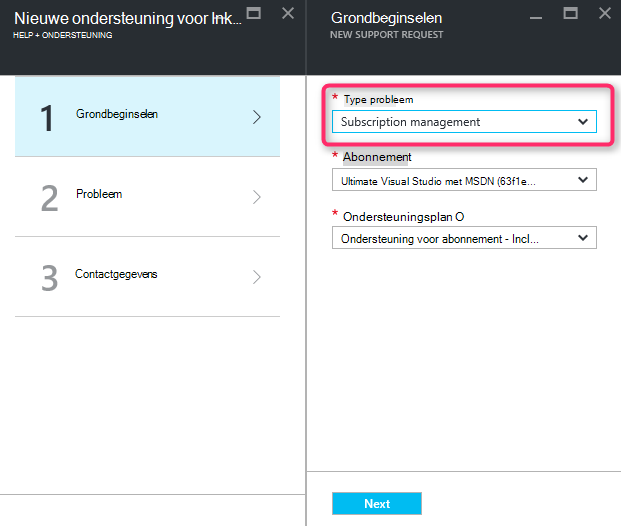 Nieuwe ondersteuning voor Ink...
HELP + ONDERSTEUNING
1 Grondbeginselen
2 Probleem
3 Contactgegevens
Grondbeginselen
NEW SUPPORT REQUEST
* Type probleem
Subscription management
* Abonnement
Ultimate Visual Studio met MSDN (63f1e...
* Ondersteuningsplan O
Ondersteuning voor abonnement - Incl...
Next